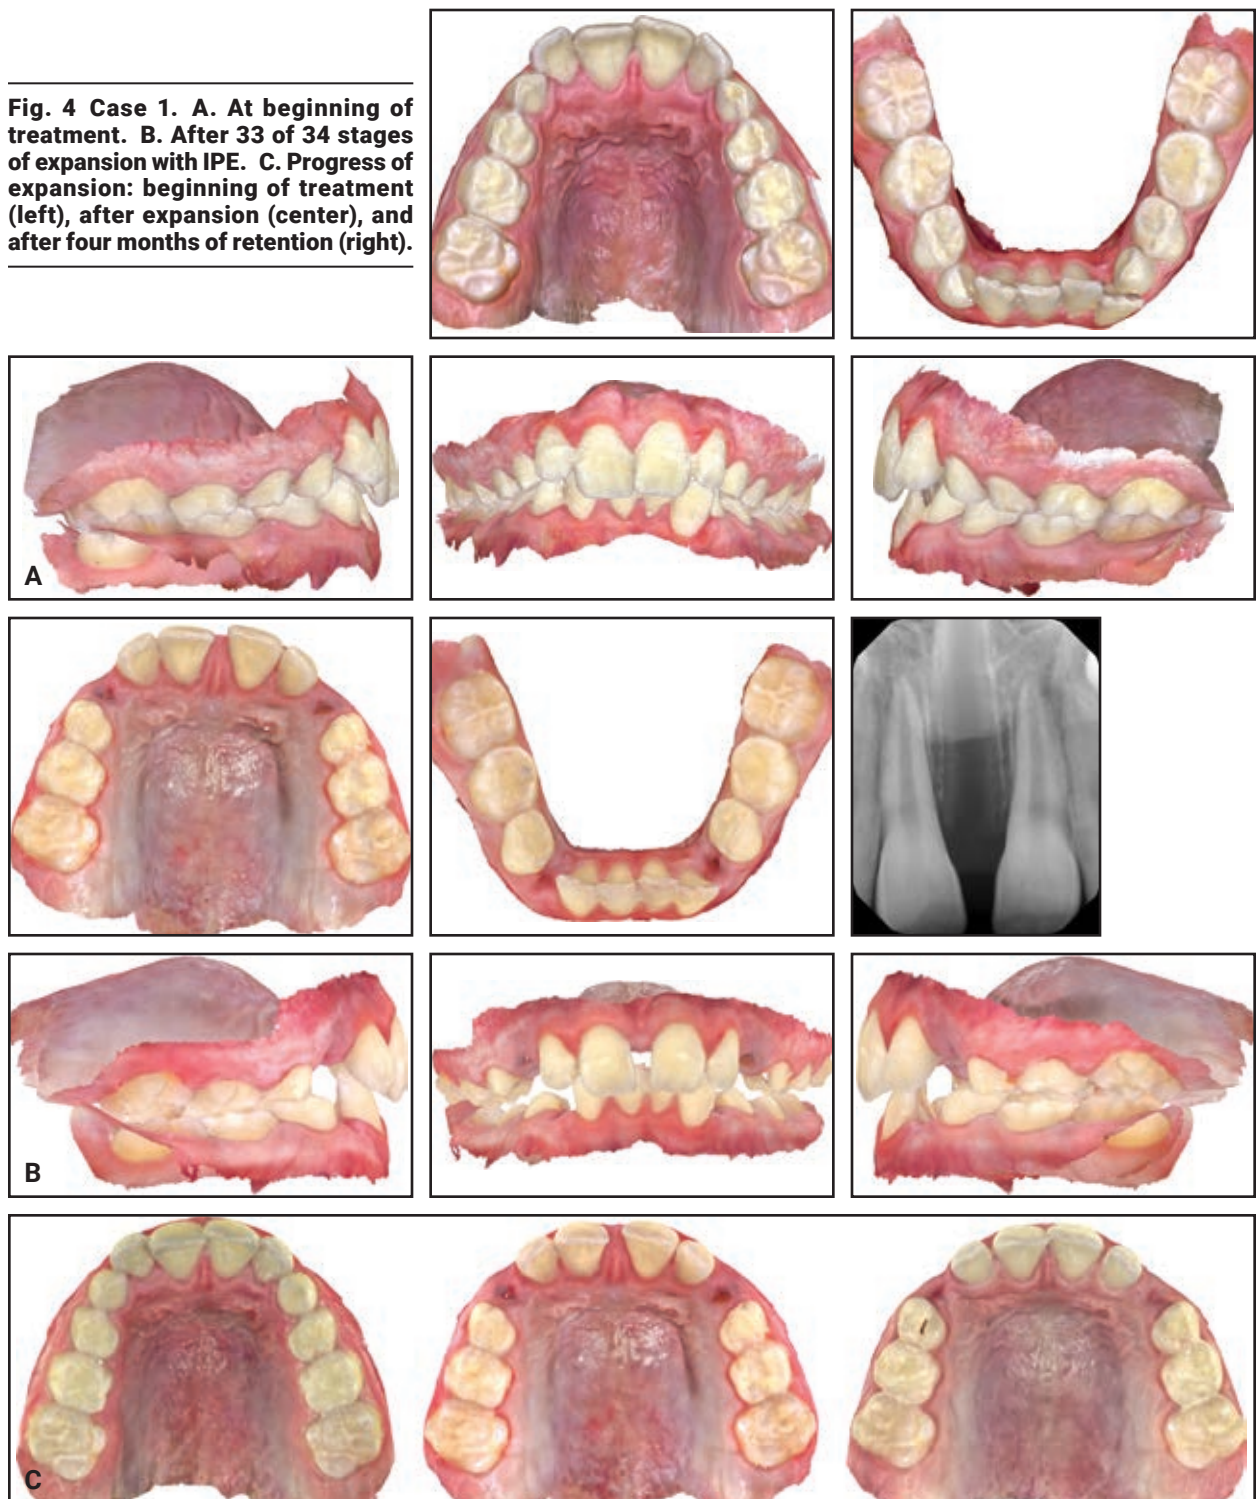 Fig. 4 Case 1. A. At beginning of
treatment. B. After 33 of 34 stages
of expansion with IPE. C. Progress of
expansion: beginning of treatment
(left), after expansion (center), and
after four months of retention (right).
A
B
C